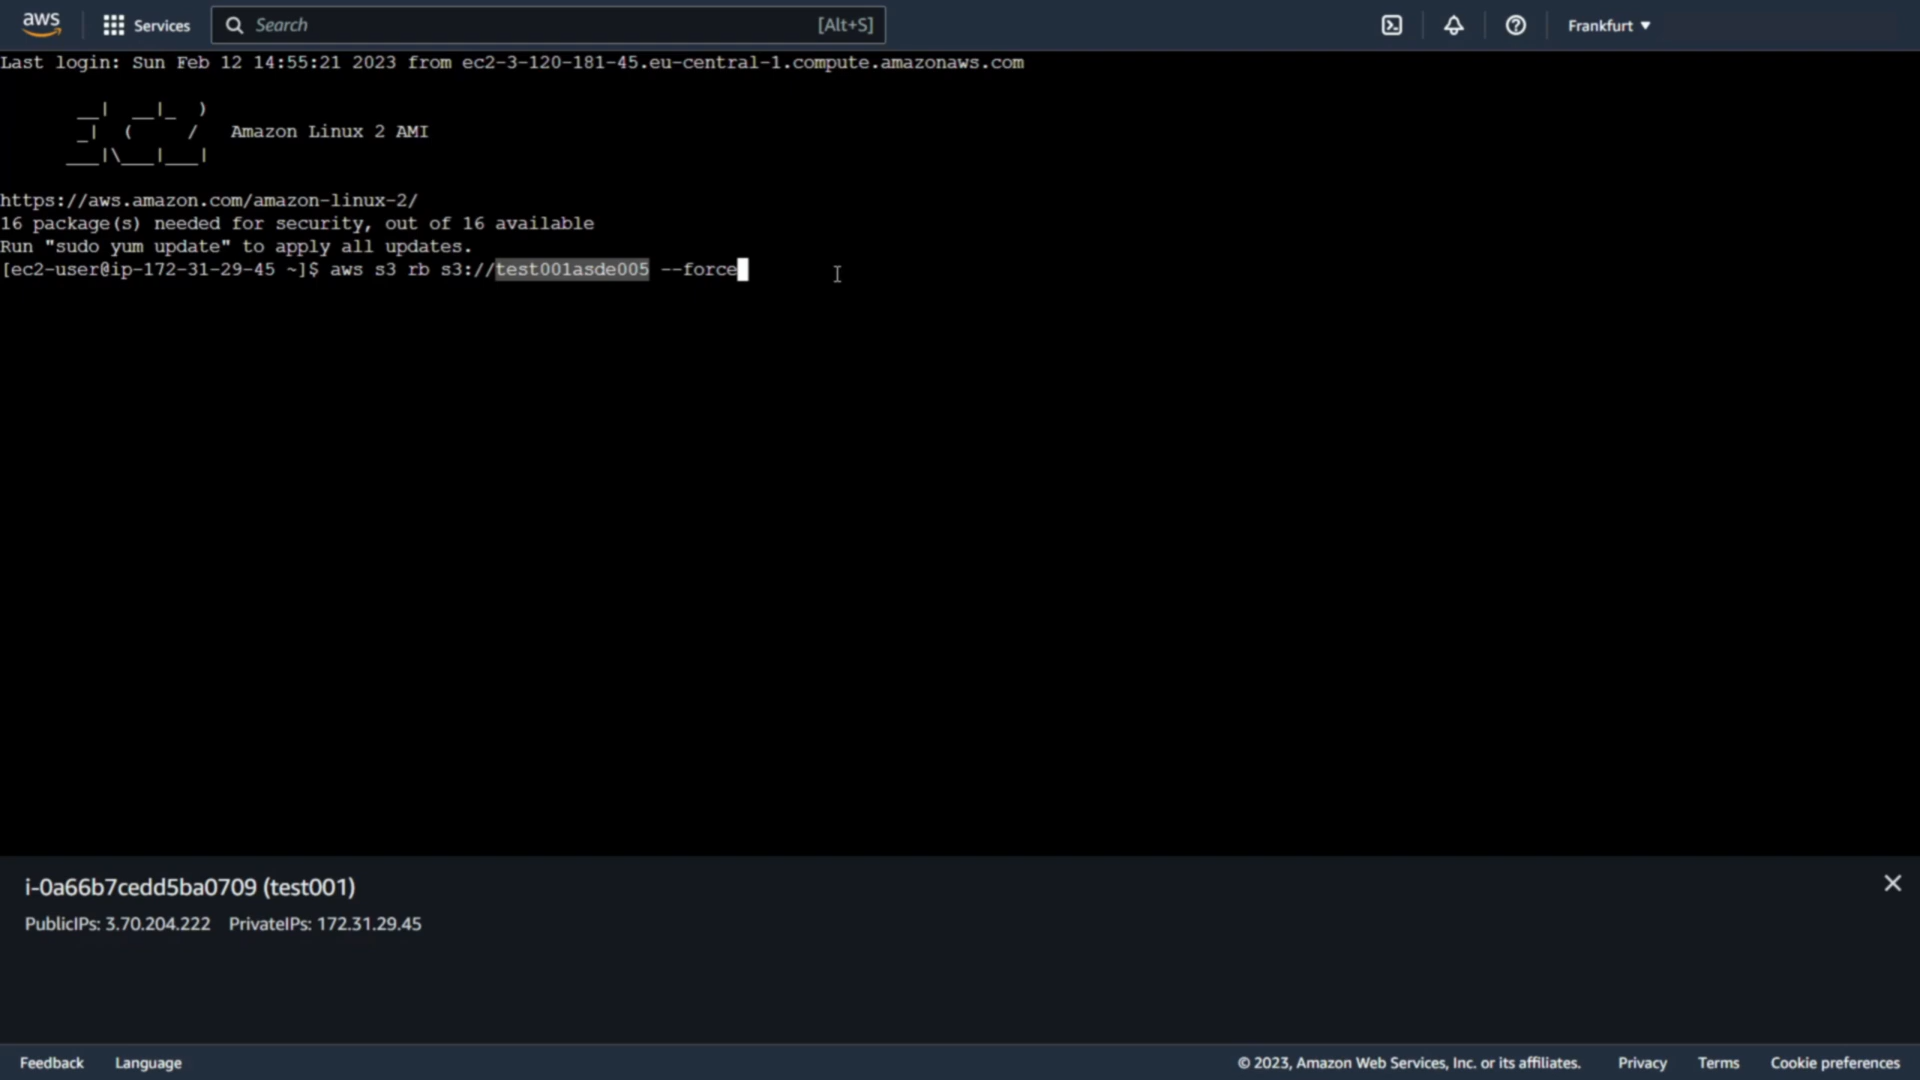 aws Services Search [Alt+S] Frankfurt
Last login: Sun Feb 12 14:55:21 2023 from ec2-3-120-181-45.eu-central-1.compute.amazonaws.com
__| __|_ )
_| ( / Amazon Linux 2 AMI
___|\___|___|
https://aws.amazon.com/amazon-linux-2/
16 package(s) needed for security, out of 16 available
Run "sudo yum update" to apply all updates.
[ec2-user@ip-172-31-29-45 ~]$ aws s3 rb s3://test001asde005 --force
i-0a66b7cedd5ba0709 (test001)
PublicIPs: 3.70.204.222 PrivateIPs: 172.31.29.45
Feedback Language © 2023, Amazon Web Services, Inc. or its affiliates. Privacy Terms Cookie preferences